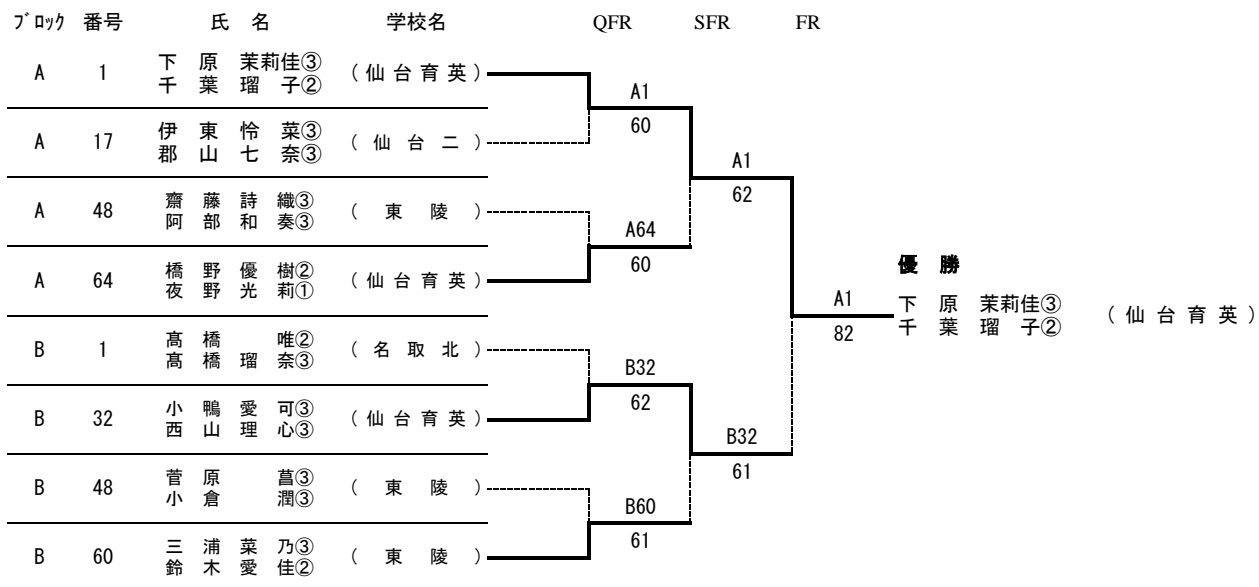 ブロック 番号 氏 名 学校名 QFR SFR FR
A 1 下 原 茉莉佳③ (仙台育英)
千 葉 瑠 子②
A1
60
A 17 伊 東 怜 菜③ (仙 台 二)
郡 山 七 奈③
A1
62
A 48 齋 藤 詩 織③ (東 陵)
阿 部 和 奏③
A64
60
A 64 橋 野 優 樹② (仙台育英)
夜 野 光 莉①
優 勝
A1 下 原 茉莉佳③ (仙台育英)
82 千 葉 瑠 子②
B 1 髙 橋 唯② (名 取 北)
髙 橋 瑠 奈③
B32
62
B 32 小 鴨 愛 可③ (仙台育英)
西 山 理 心③
B32
61
B 48 菅 原 菖③ (東 陵)
小 倉 潤③
B60
61
B 60 三 浦 菜 乃③ (東 陵)
鈴 木 愛 佳②